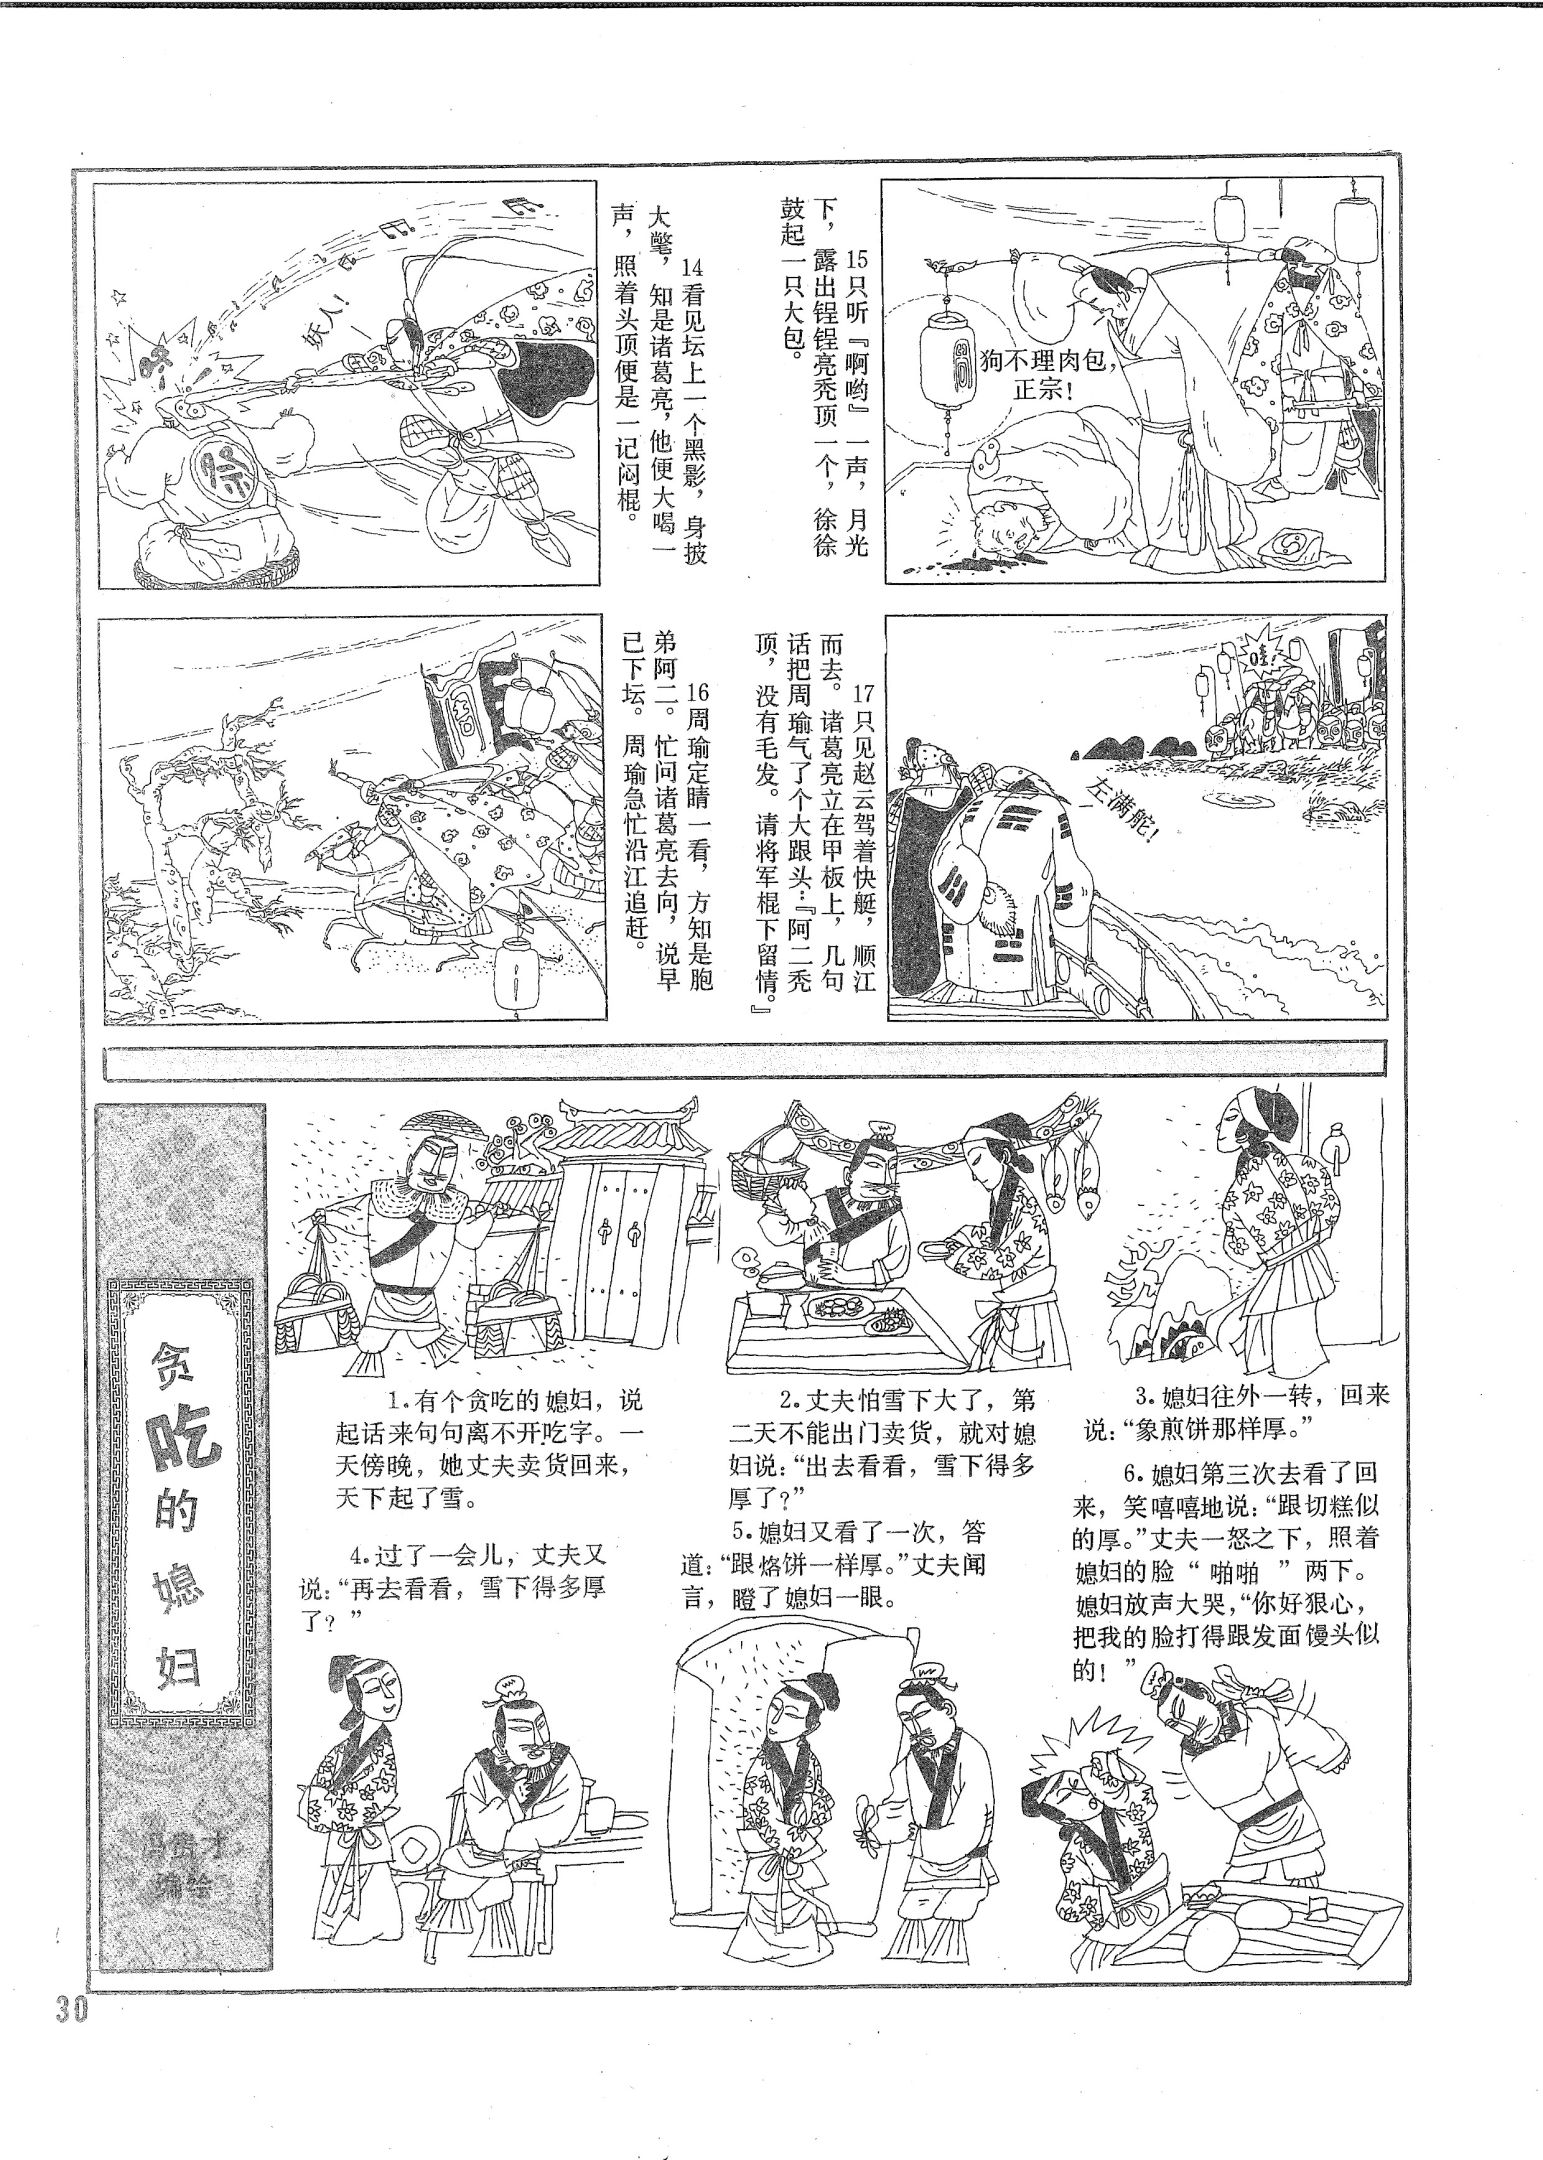 14看见坛上一个黑影，身披
大氅，知是诸葛亮，他便大喝一
声，照着头顶便是一记闷棍。
妖人！
咚
祭
15只听『啊哟』一声，月光
下，露出锃锃亮秃顶一个，徐徐
鼓起一只大包。
狗不理肉包，
正宗！
16周瑜定睛一看，方知是胞
弟阿二。忙问诸葛亮去向，说早
已下坛。周瑜急忙沿江追赶。
17只见赵云驾着快艇，顺江
而去。诸葛亮立在甲板上，几句
话把周瑜气了个大跟头…『阿二秃
顶，没有毛发。请将军棍下留情。』
哇！
左满舵！
贪吃的媳妇
编绘
1.有个贪吃的媳妇，说
起话来句句离不开吃字。一
天傍晚，她丈夫卖货回来，
天下起了雪。
2.丈夫怕雪下大了，第
二天不能出门卖货，就对媳
妇说：“出去看看，雪下得多
厚了？”
3.媳妇往外一转，回来
说：“象煎饼那样厚。”
4.过了一会儿，丈夫又
说：“再去看看，雪下得多厚
了？”
5.媳妇又看了一次，答
道：“跟烙饼一样厚。”丈夫闻
言，瞪了媳妇一眼。
6.媳妇第三次去看了回
来，笑嘻嘻地说：“跟切糕似
的厚。”丈夫一怒之下，照着
媳妇的脸“啪啪”两下。
媳妇放声大哭，“你好狠心，
把我的脸打得跟发面馒头似
的！”
30